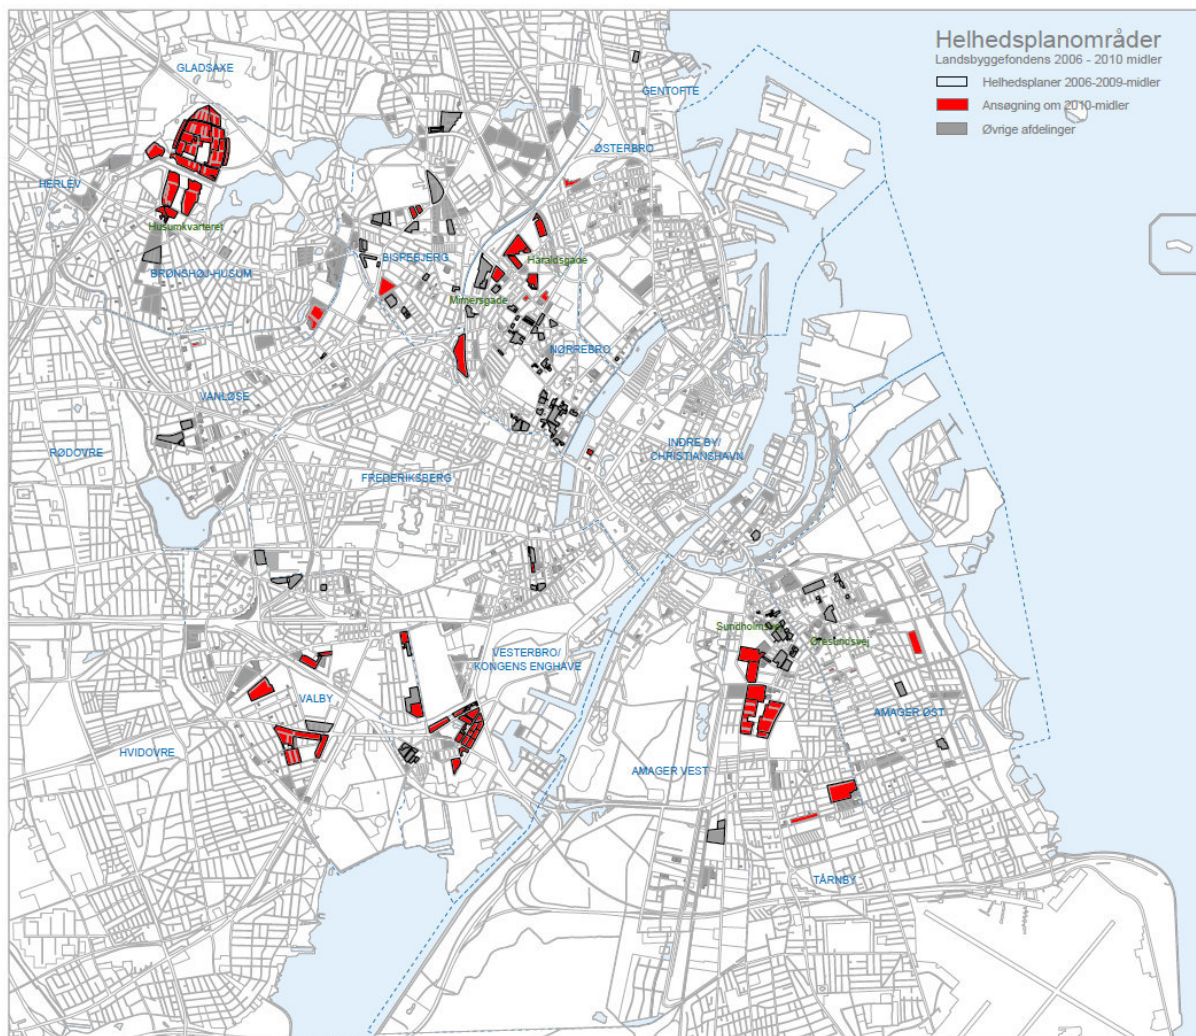 Helhedsplanområder
Landsbyggefondens 2006 - 2010 midler
Helhedsplaner 2006-2009-midler
Ansøgning om 2010-midler
Øvrige afdelinger
GLADSAXE
GENTOFTE
ØSTERBRO
HERLEV
Husumkvarteret
BRØNSHØJ-HUSUM
BISPEBJERG
Haraldsgade
Mimersgade
NØRREBRO
VANLØSE
RØDOVRE
FREDERIKSBERG
INDRE BY/
CHRISTIANSHAVN
Sundholmsvej
Øresundsvej
VESTERBRO/
KONGENS ENGHAVE
VALBY
AMAGER ØST
HVIDOVRE
AMAGER VEST
TÅRNBY